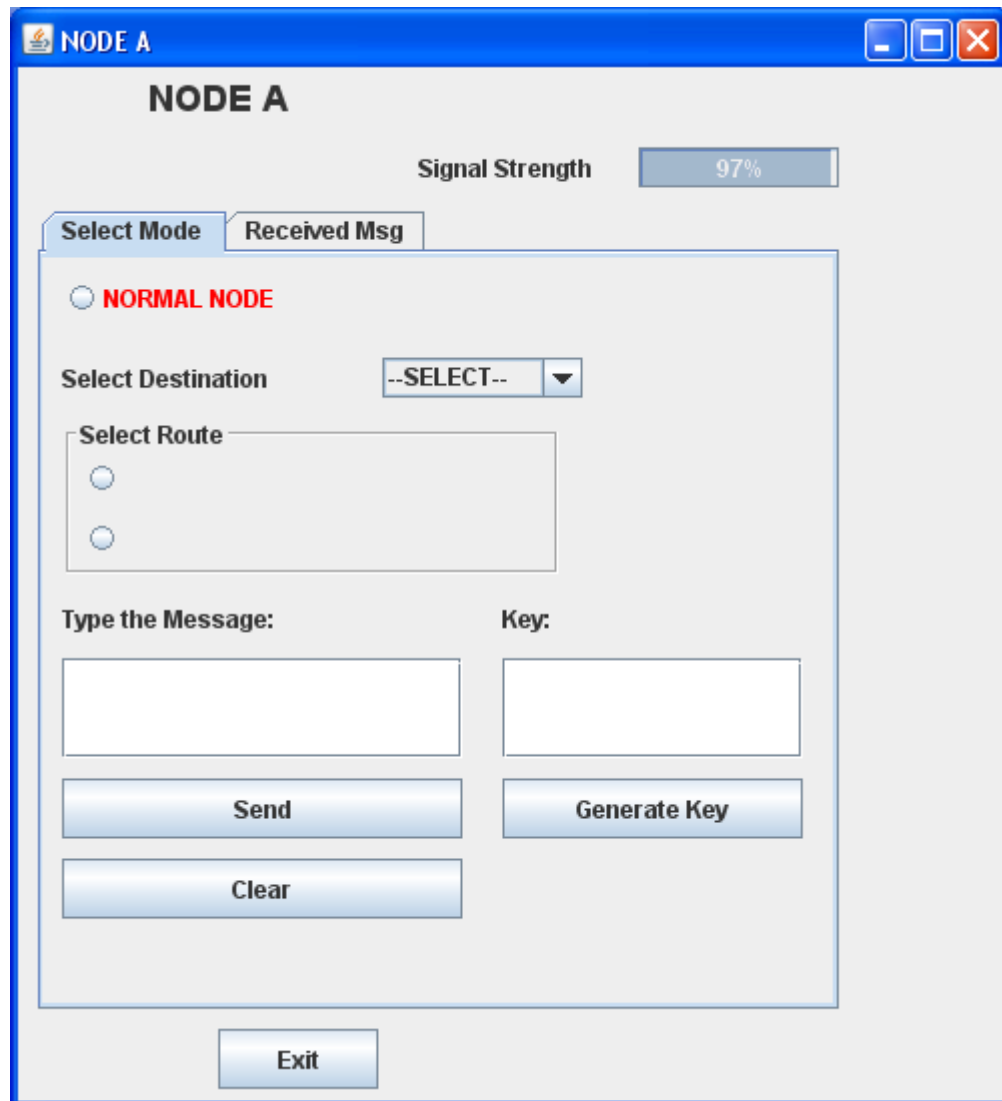 NODE A
NODE A
Signal Strength 97%
Select Mode Received Msg
NORMAL NODE
Select Destination --SELECT--
Select Route
Type the Message: Key:
Send Generate Key
Clear
Exit